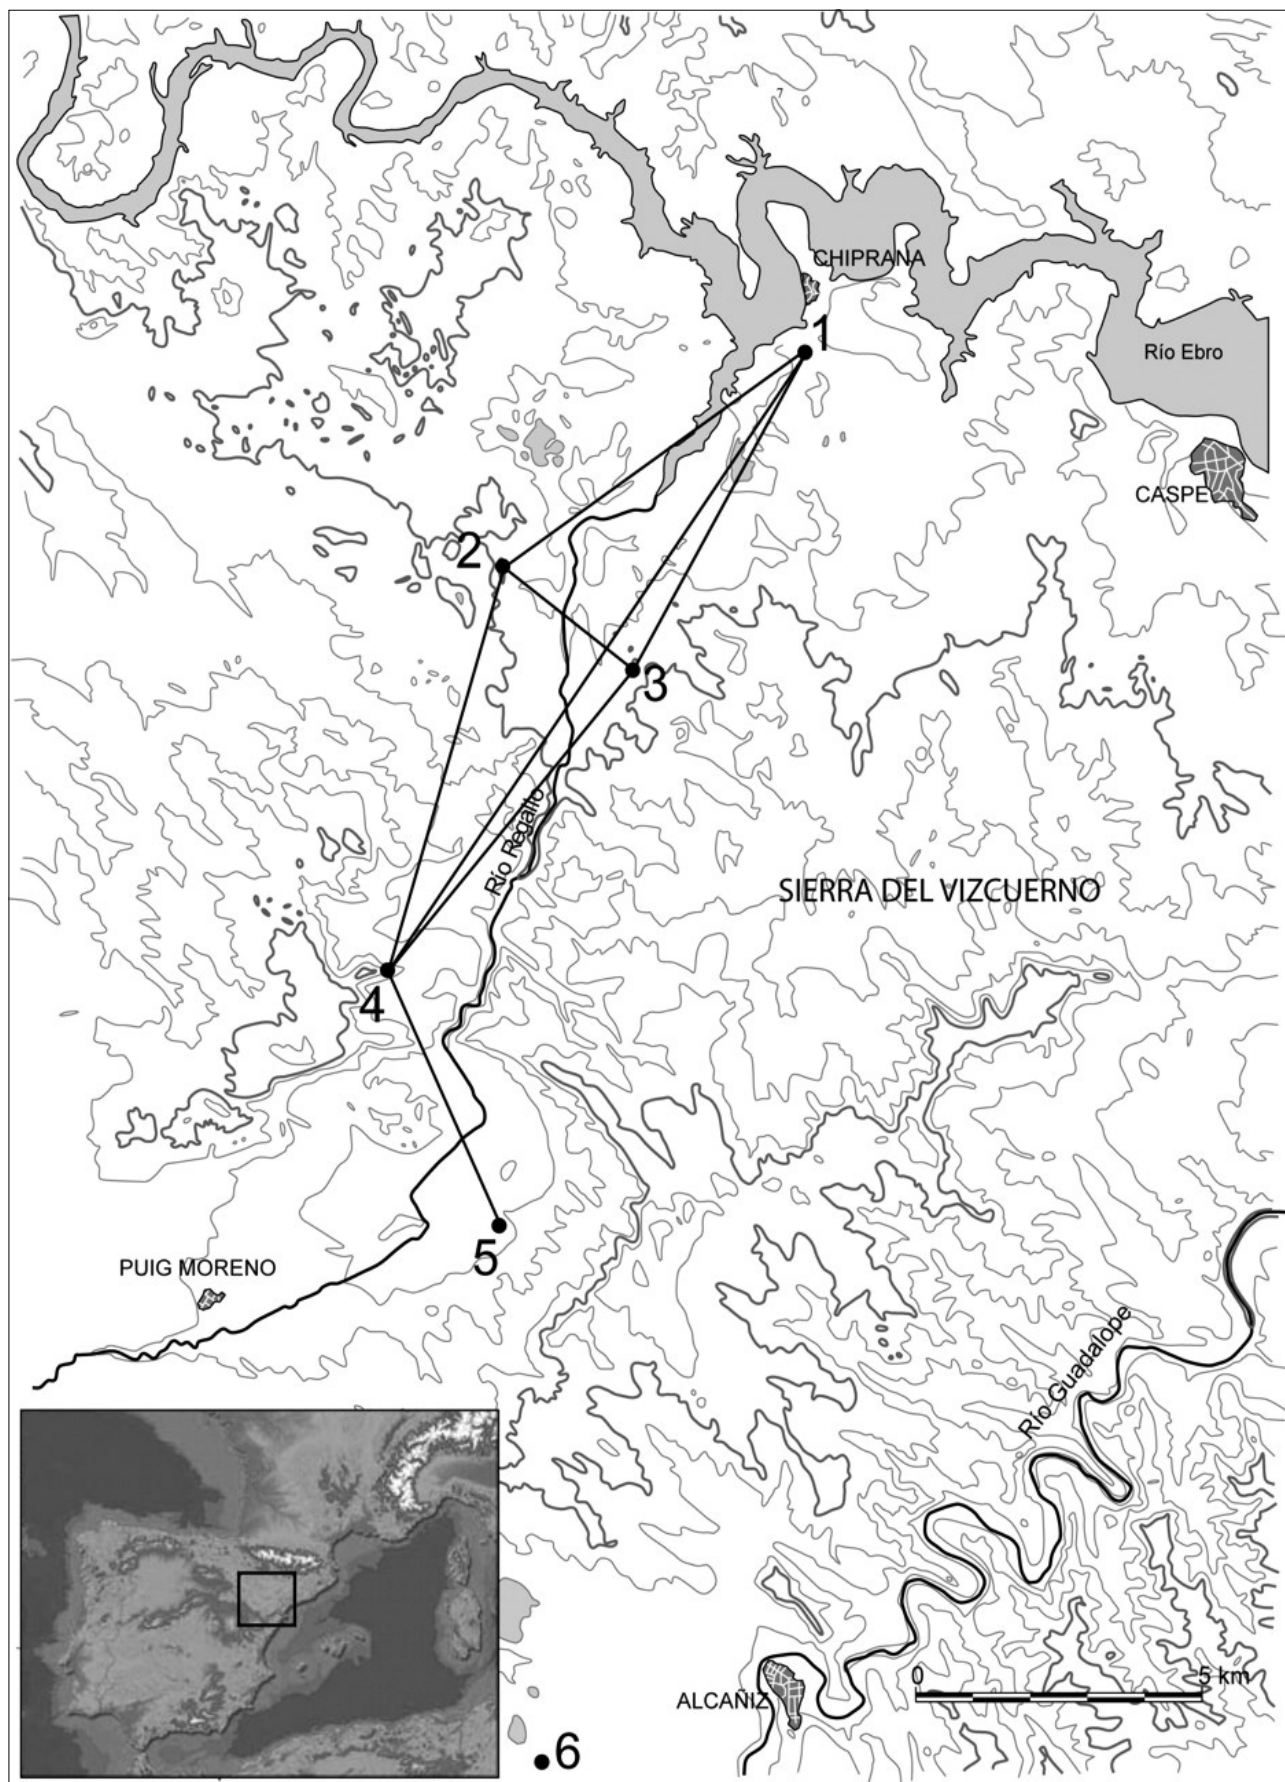 CHIPRANA
1
Río Ebro
CASPE
2
3
Río Regallo
SIERRA DEL VIZCUERNO
4
5
PUIG MORENO
Río Guadalope
0 5 km
ALCAÑIZ
6